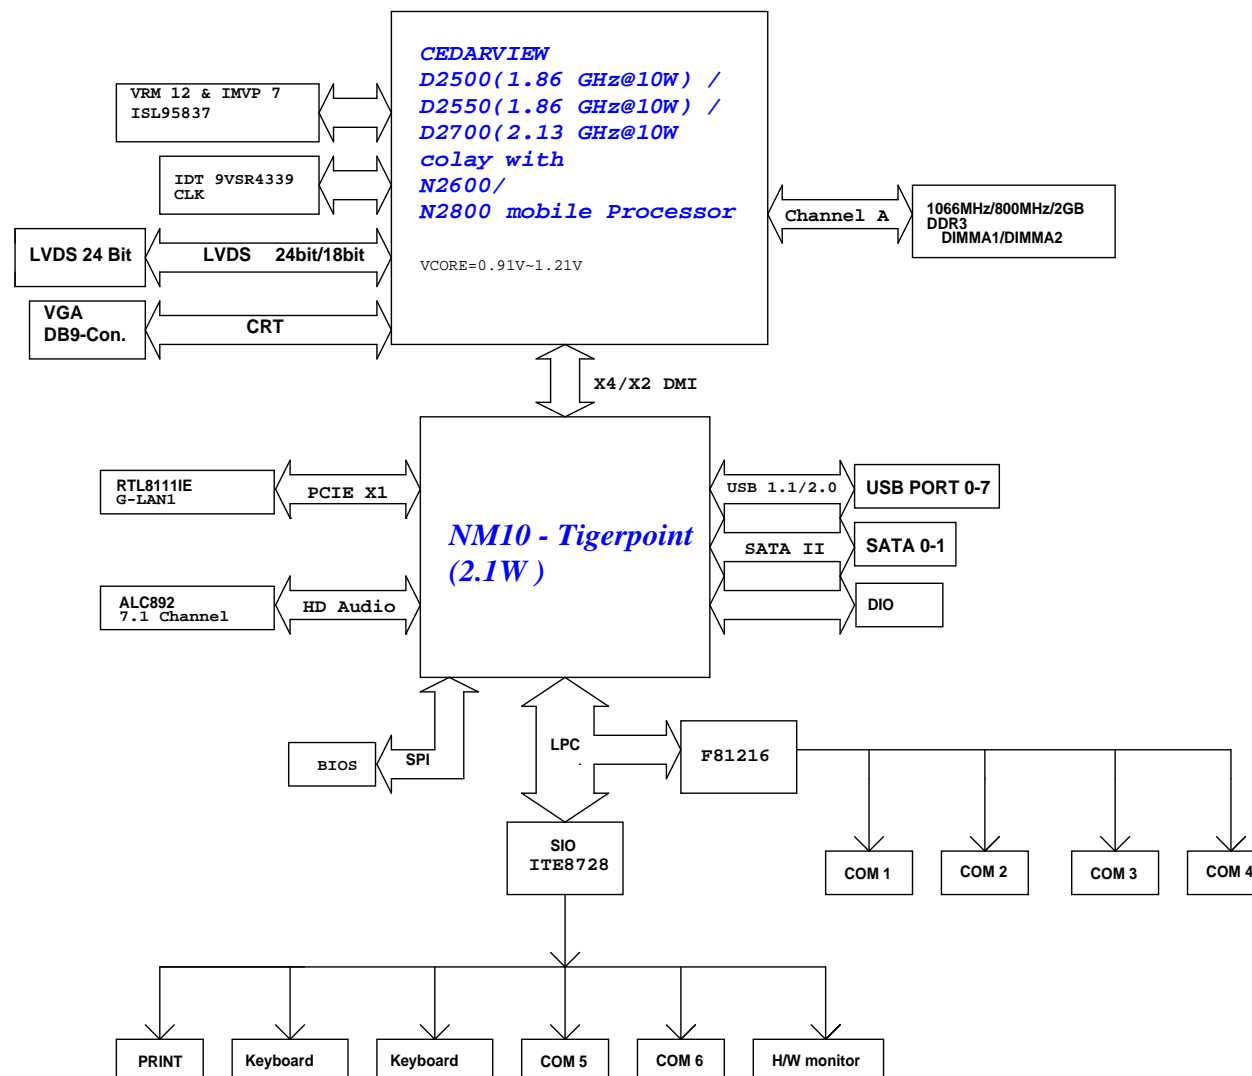 CEDARVIEW
D2500(1.86 GHz@10W) /
D2550(1.86 GHz@10W) /
D2700(2.13 GHz@10W
colay with
N2600/
N2800 mobile Processor
VCORE=0.91V~1.21V
VRM 12 & IMVP 7
ISL95837
IDT 9VSR4339
CLK
LVDS 24 Bit
LVDS 24bit/18bit
VGA
DB9-Con.
CRT
Channel A
1066MHz/800MHz/2GB
DDR3
DIMMA1/DIMMA2
X4/X2 DMI
RTL8111IE
G-LAN1
PCIE X1
ALC892
7.1 Channel
HD Audio
NM10 - Tigerpoint
(2.1W )
USB 1.1/2.0
USB PORT 0-7
SATA II
SATA 0-1
DIO
BIOS
SPI
LPC
F81216
SIO
ITE8728
COM 1
COM 2
COM 3
COM 4
PRINT
Keyboard
Keyboard
COM 5
COM 6
H/W monitor